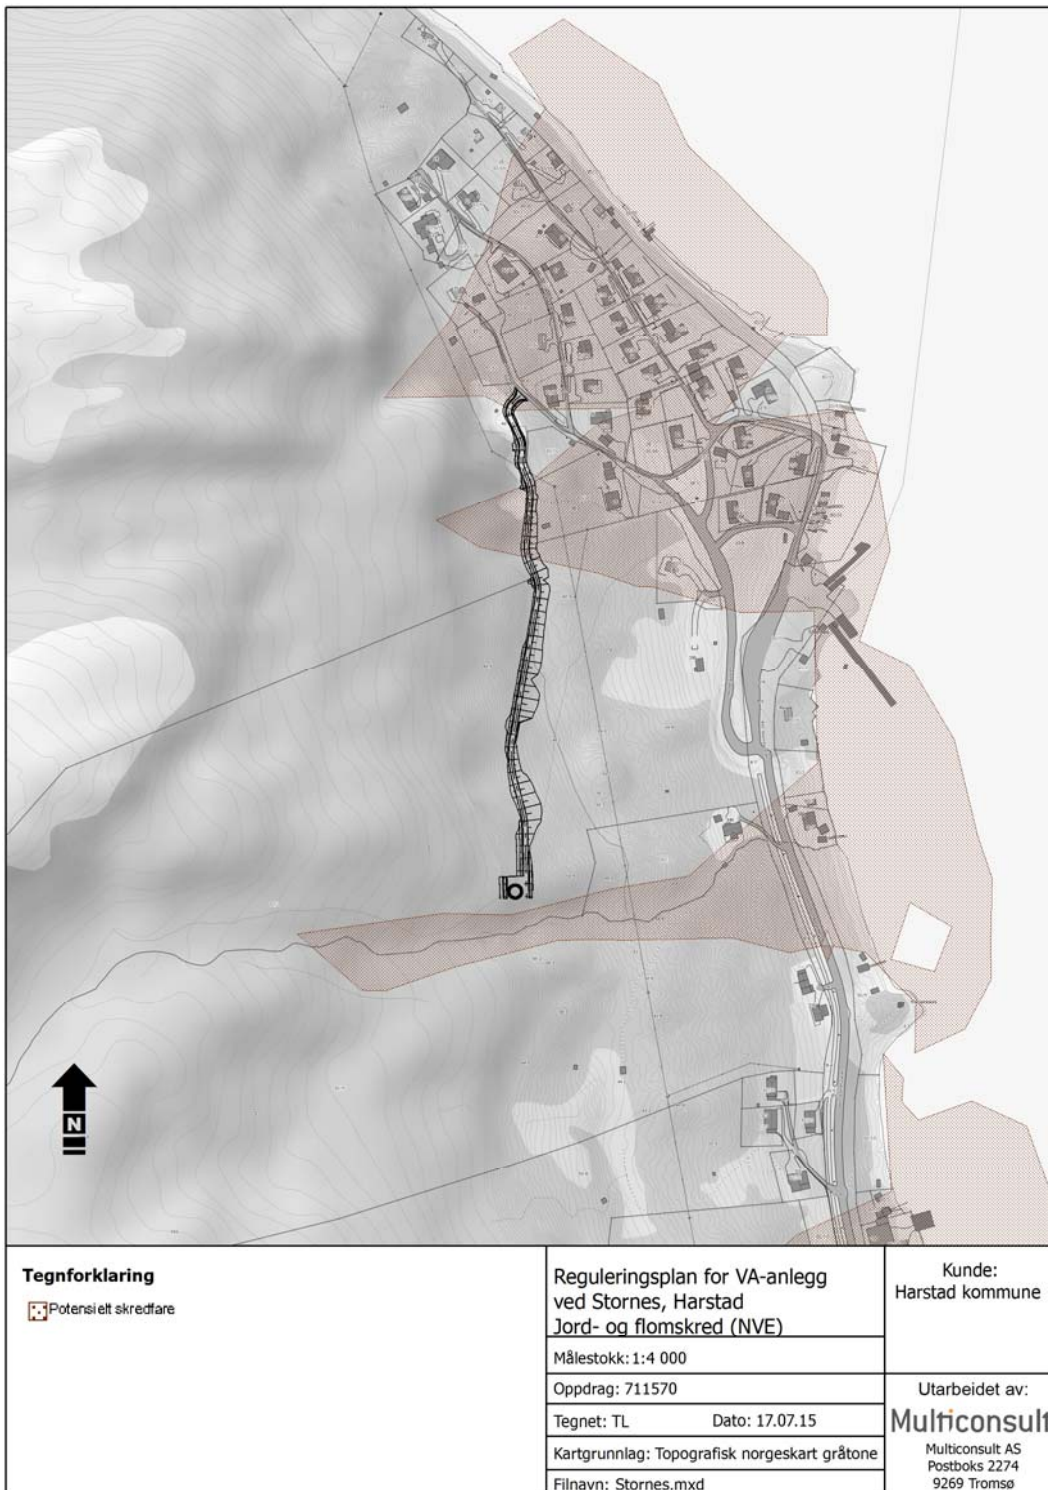 N
Tegnforklaring
Potensielt skredfare
Reguleringsplan for VA-anlegg
ved Stornes, Harstad
Jord- og flomskred (NVE)
Målestokk: 1:4 000
Oppdrag: 711570
Tegnet: TL Dato: 17.07.15
Kartgrunnlag: Topografisk norgeskart gråtone
Filnavn: Stornes.mxd
Kunde:
Harstad kommune
Utarbeidet av:
Multiconsult
Multiconsult AS
Postboks 2274
9269 Tromsø